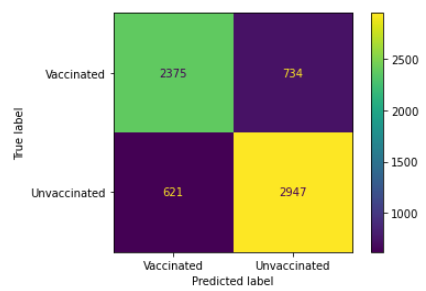 Vaccinated 2375 734
Unvaccinated 621 2947
Vaccinated Unvaccinated
Predicted label
True label
2500
2000
1500
1000